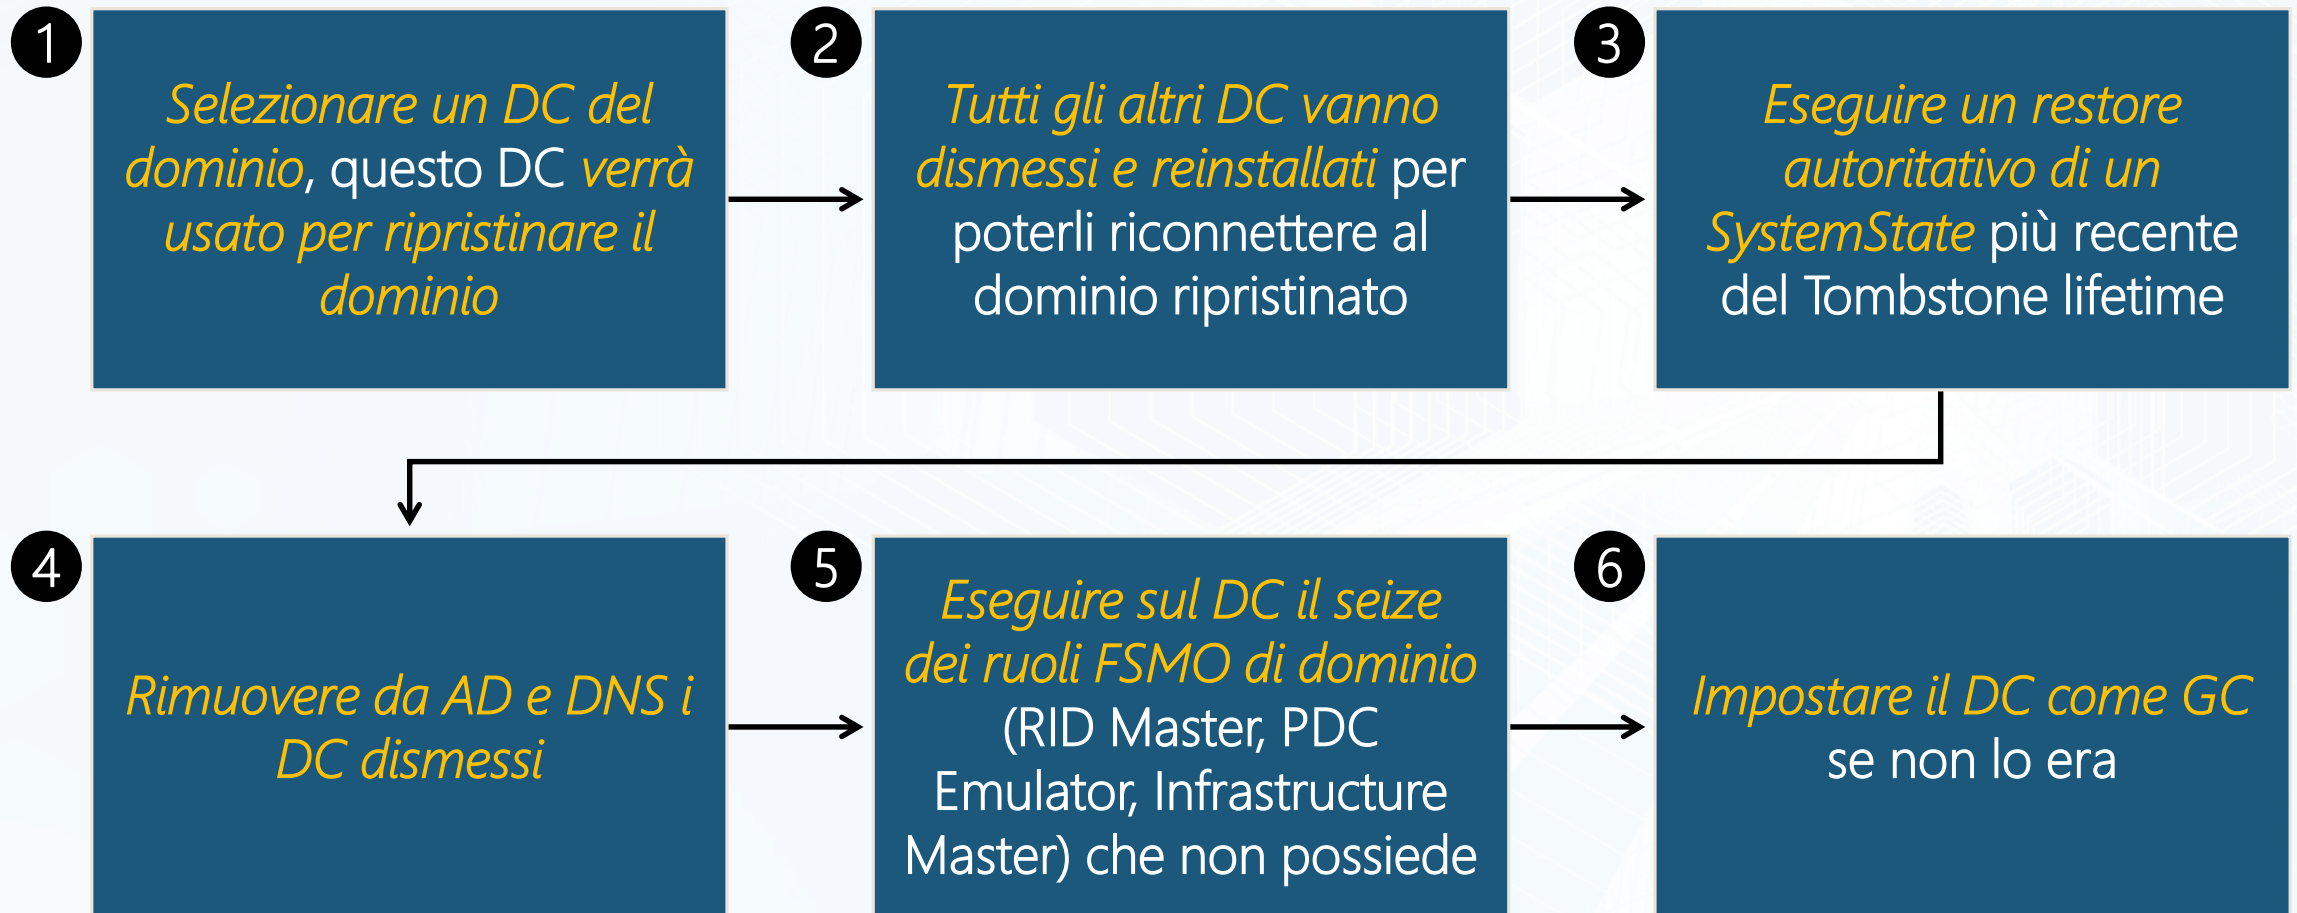 1
Selezionare un DC del
dominio, questo DC verrà
usato per ripristinare il
dominio
2
Tutti gli altri DC vanno
dismessi e reinstallati per
poterli riconnettere al
dominio ripristinato
3
Eseguire un restore
autoritativo di un
SystemState più recente
del Tombstone lifetime
4
Rimuovere da AD e DNS i
DC dismessi
5
Eseguire sul DC il seize
dei ruoli FSMO di dominio
(RID Master, PDC
Emulator, Infrastructure
Master) che non possiede
6
Impostare il DC come GC
se non lo era